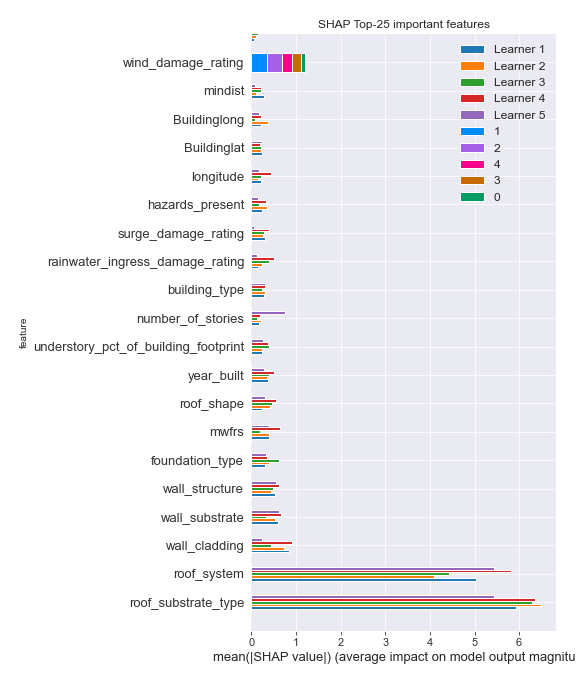 SHAP Top-25 important features
wind_damage_rating
mindist
Buildinglong
Buildinglat
longitude
hazards_present
surge_damage_rating
rainwater_ingress_damage_rating
building_type
number_of_stories
understory_pct_of_building_footprint
year_built
roof_shape
mwfrs
foundation_type
wall_structure
wall_substrate
wall_cladding
roof_system
roof_substrate_type
feature
Learner 1
Learner 2
Learner 3
Learner 4
Learner 5
1
2
4
3
0
0 1 2 3 4 5 6
mean(|SHAP value|) (average impact on model output magnitu